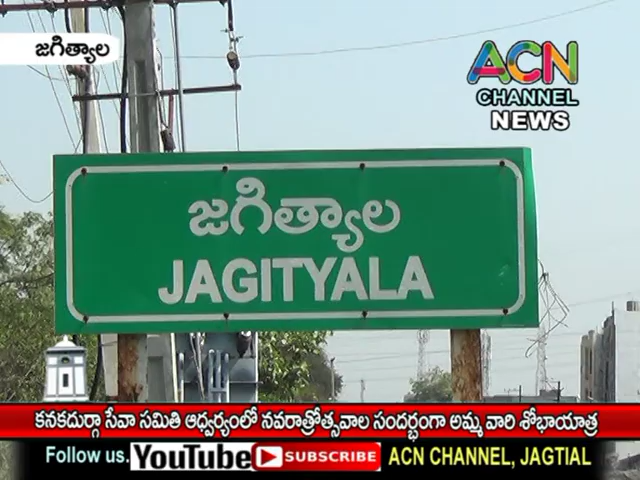 జగిత్యాల
ACN
CHANNEL
NEWS
జగిత్యాల
JAGITYALA
కనకదుర్గా సేవా సమితి ఆధ్వర్యంలో నవరాత్రోత్సవాల సందర్భంగా అమ్మ వారి శోభాయాత్ర
Follow us. YouTube SUBSCRIBE ACN CHANNEL, JAGTIAL